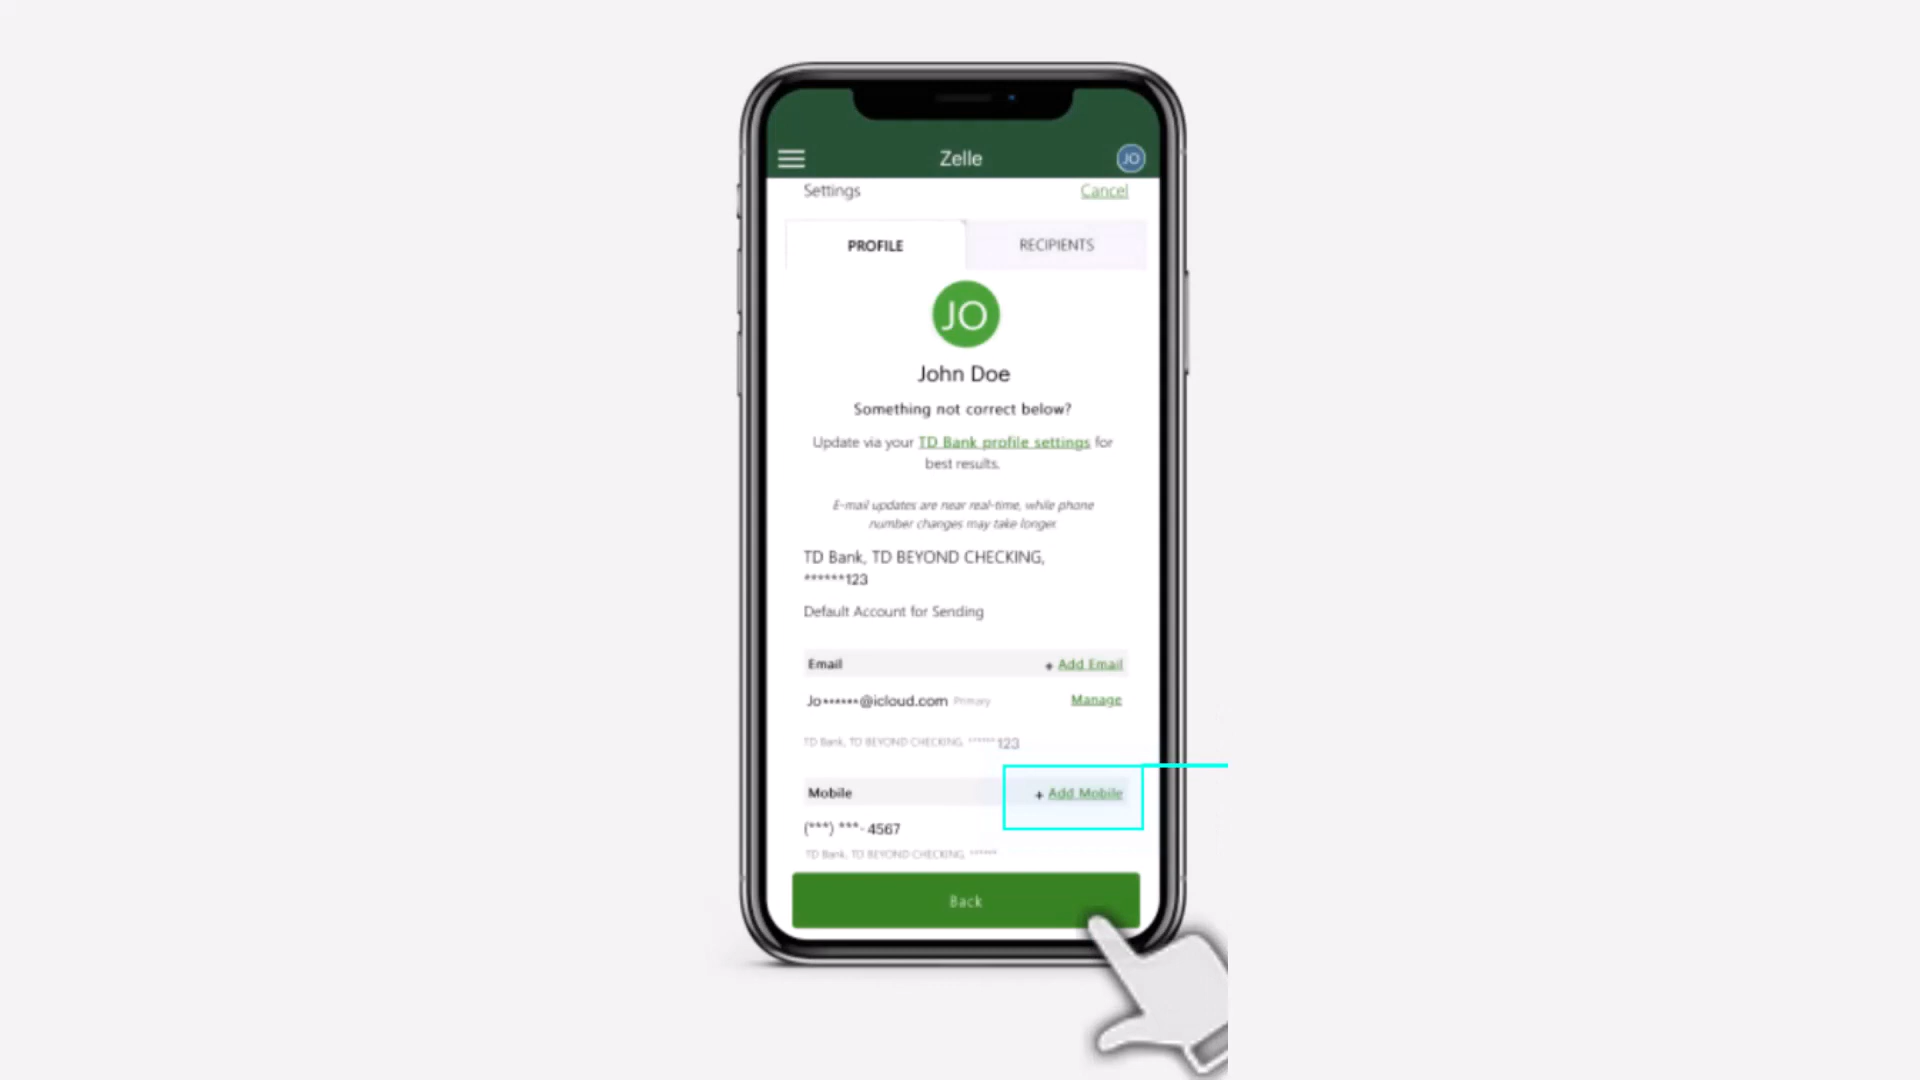 Zelle
JO
Settings
Cancel
PROFILE
RECIPIENTS
JO
John Doe
Something not correct below?
Update via your TD Bank profile settings for
best results.
E-mail updates are near real-time, while phone
number changes may take longer.
TD Bank, TD BEYOND CHECKING,
******123
Default Account for Sending
Email
+ Add Email
Jo••••••@icloud.com Primary
Manage
TD Bank, TD BEYOND CHECKING, ******123
Mobile
+ Add Mobile
(***) ***-4567
TD Bank, TD BEYOND CHECKING, ******
Back